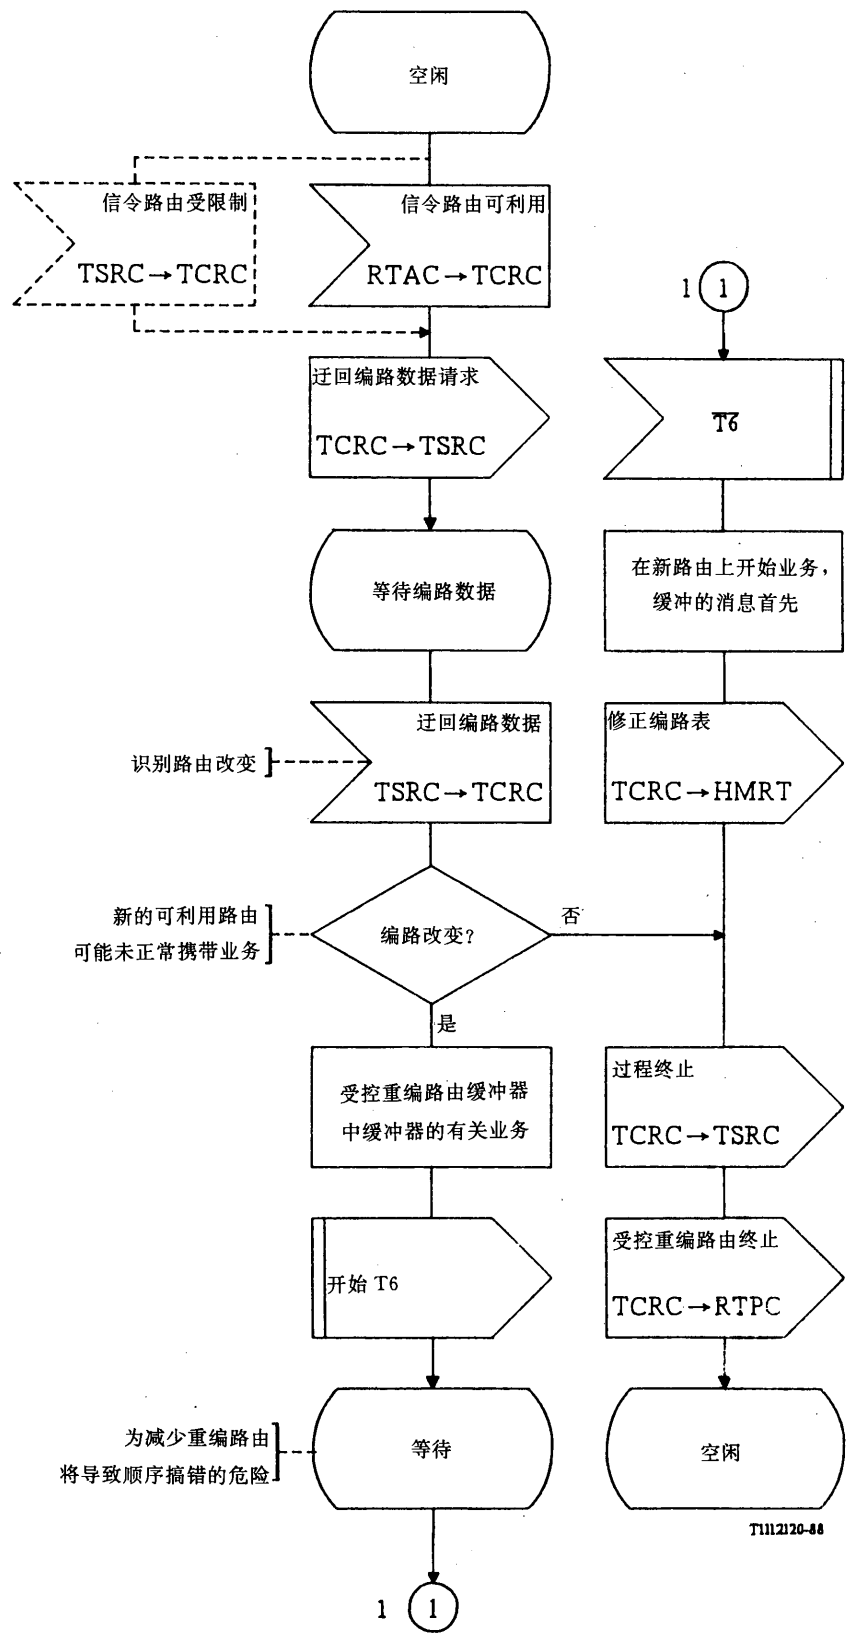 空闲
信令路由受限制
TSRC→TCRC
信令路由可利用
RTAC→TCRC
迂回编路数据请求
TCRC→TSRC
等待编路数据
识别路由改变
迂回编路数据
TSRC→TCRC
新的可利用路由
可能未正常携带业务
编路改变?
否
是
受控重编路由缓冲器
中缓冲器的有关业务
开始 T6
为减少重编路由
将导致顺序搞错的危险
等待
1 1
1 1
T6
在新路由上开始业务,
缓冲的消息首先
修正编路表
TCRC→HMRT
过程终止
TCRC→TSRC
受控重编路由终止
TCRC→RTPC
空闲
T1112120-88